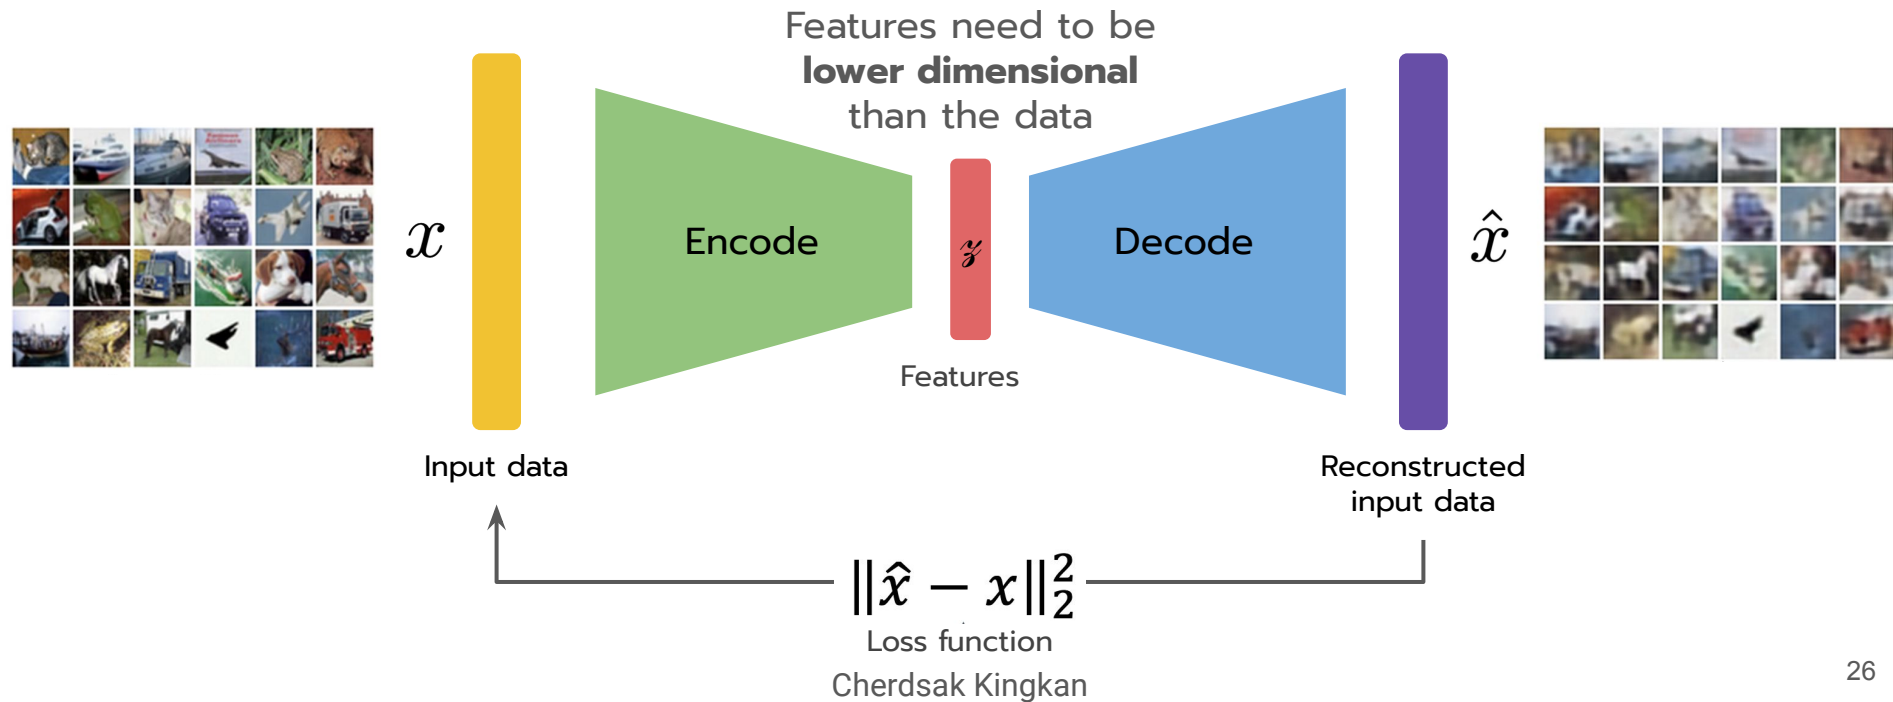 Features need to be
lower dimensional
than the data
x
Encode
z
Decode
x̂
Features
Input data
Reconstructed
input data
‖x̂ − x‖₂²
Loss function
Cherdsak Kingkan
26